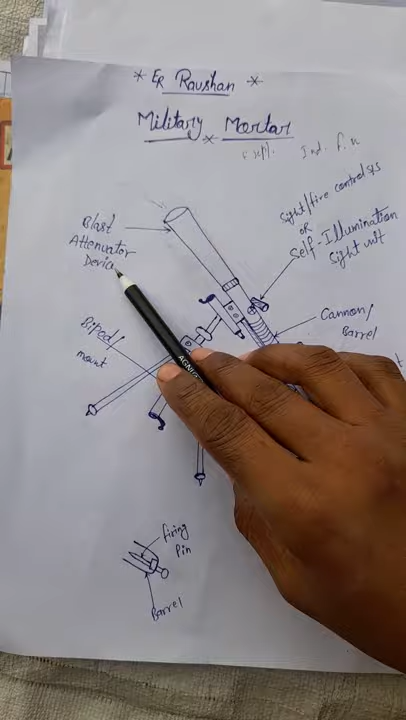 * ER Raushan *
Military * Mortar
Ind.
Sight/fire control sys
OR
Self-Illumination
Sight unit
Blast
Attenuator
Device
Cannon/
Barrel
Bipod/
mount
firing
Pin
Barrel